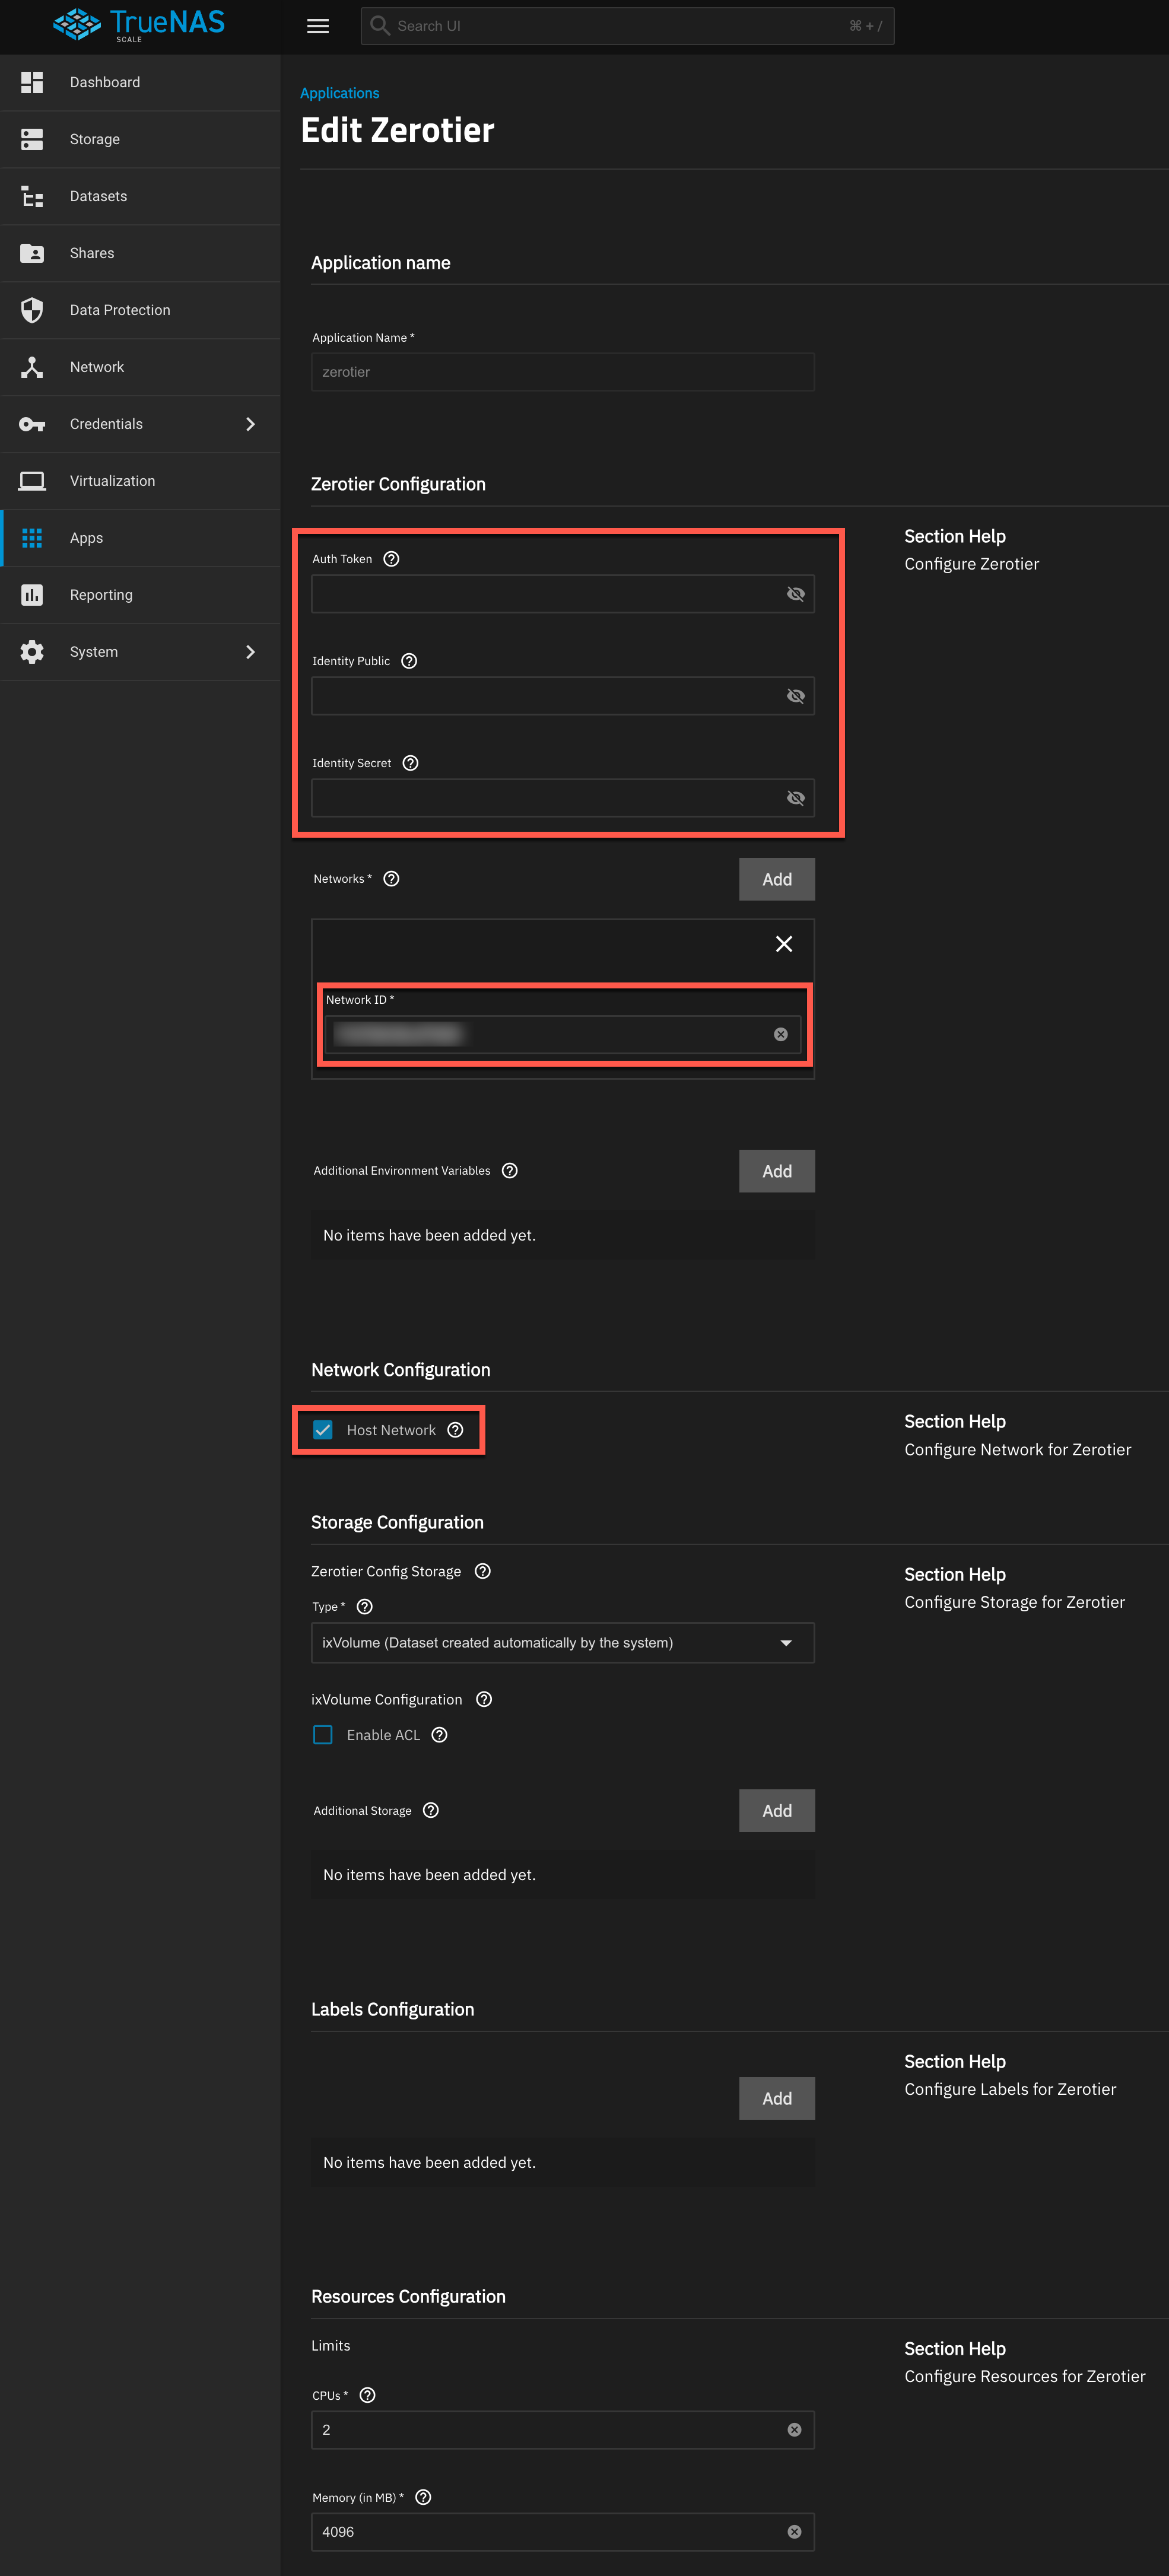 TrueNAS
SCALE
Search UI
⌘ + /
Dashboard
Storage
Datasets
Shares
Data Protection
Network
Credentials
Virtualization
Apps
Reporting
System
Applications
Edit Zerotier
Application name
Application Name *
zerotier
Zerotier Configuration
Section Help
Configure Zerotier
Auth Token
Identity Public
Identity Secret
Networks *
Add
Network ID *
Additional Environment Variables
Add
No items have been added yet.
Network Configuration
Host Network
Section Help
Configure Network for Zerotier
Storage Configuration
Zerotier Config Storage
Section Help
Configure Storage for Zerotier
Type *
ixVolume (Dataset created automatically by the system)
ixVolume Configuration
Enable ACL
Additional Storage
Add
No items have been added yet.
Labels Configuration
Section Help
Configure Labels for Zerotier
Add
No items have been added yet.
Resources Configuration
Limits
Section Help
Configure Resources for Zerotier
CPUs *
2
Memory (in MB) *
4096